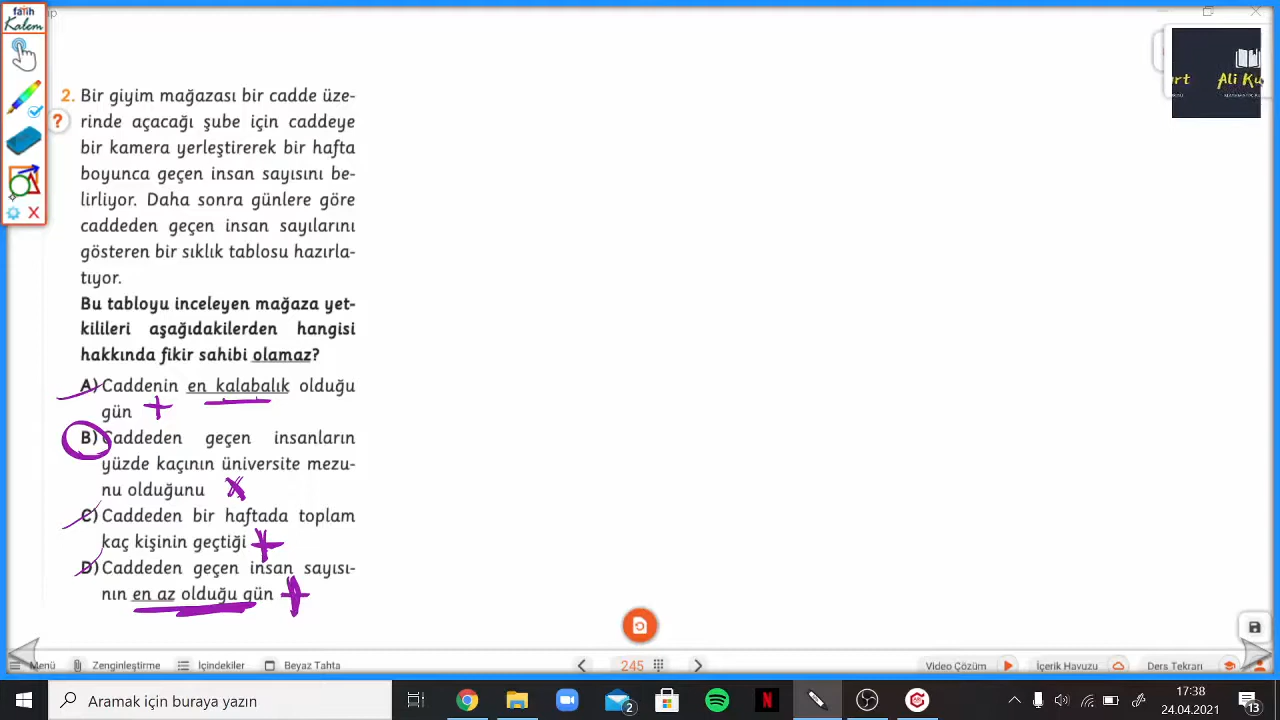 fatih
Kalem
2. Bir giyim mağazası bir cadde üze-
rinde açacağı şube için caddeye
bir kamera yerleştirerek bir hafta
boyunca geçen insan sayısını be-
lirliyor. Daha sonra günlere göre
caddeden geçen insan sayılarını
gösteren bir sıklık tablosu hazırla-
tıyor.
?
Bu tabloyu inceleyen mağaza yet-
kilileri aşağıdakilerden hangisi
hakkında fikir sahibi olamaz?
A) Caddenin en kalabalık olduğu
gün +
B) Caddeden geçen insanların
yüzde kaçının üniversite mezu-
nu olduğunu x
C) Caddeden bir haftada toplam
kaç kişinin geçtiği +
D) Caddeden geçen insan sayısı-
nın en az olduğu gün +
Ali Ku
Menü Zenginleştirme İçindekiler Beyaz Tahta 245 Video Çözüm İçerik Havuzu Ders Tekrarı
Aramak için buraya yazın
2
17:38
24.04.2021
13